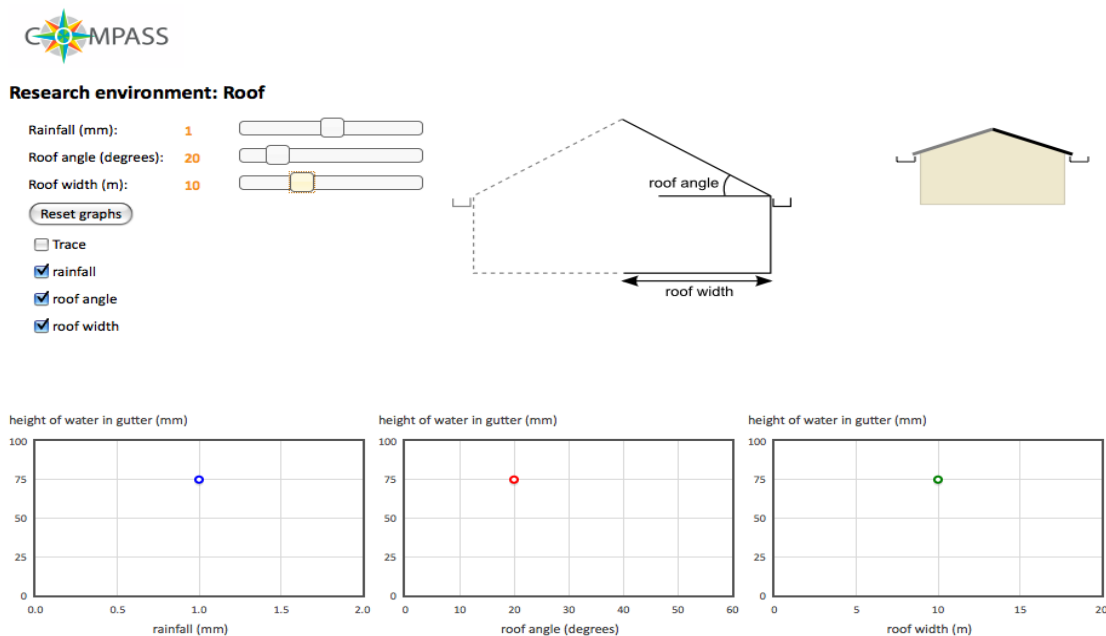 COMPASS
Research environment: Roof
Rainfall (mm): 1
Roof angle (degrees): 20
Roof width (m): 10
Reset graphs
Trace
rainfall
roof angle
roof width
roof angle
roof width
height of water in gutter (mm)
100
75
50
25
0
0.0 0.5 1.0 1.5 2.0
rainfall (mm)
height of water in gutter (mm)
100
75
50
25
0
0 10 20 30 40 50 60
roof angle (degrees)
height of water in gutter (mm)
100
75
50
25
0
0 5 10 15 20
roof width (m)